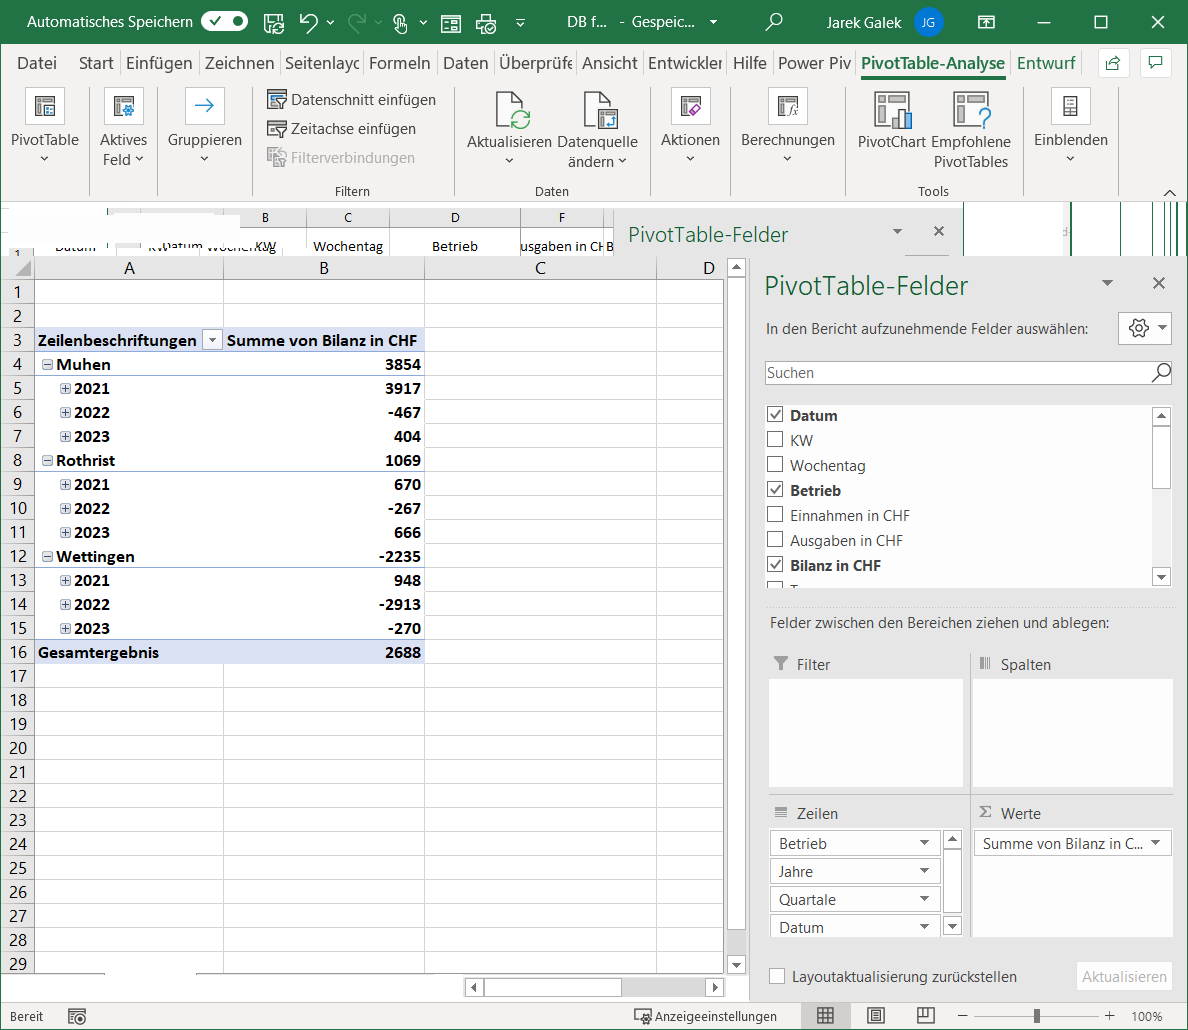 Automatisches Speichern
DB f... - Gespeic...
Jarek Galek JG
Datei Start Einfügen Zeichnen Seitenlayc Formeln Daten Überprüfe Ansicht Entwickler Hilfe Power Piv PivotTable-Analyse Entwurf
PivotTable
Aktives Feld
Gruppieren
Datenschnitt einfügen
Zeitachse einfügen
Filterverbindungen
Filtern
Aktualisieren
Datenquelle ändern
Daten
Aktionen
Berechnungen
PivotChart
Empfohlene PivotTables
Tools
Einblenden
B C D F
1 KW Wochentag Betrieb usgaben in CH B
PivotTable-Felder
A B C D
1
2
3 Zeilenbeschriftungen Summe von Bilanz in CHF
4 Muhen 3854
5 2021 3917
6 2022 -467
7 2023 404
8 Rothrist 1069
9 2021 670
10 2022 -267
11 2023 666
12 Wettingen -2235
13 2021 948
14 2022 -2913
15 2023 -270
16 Gesamtergebnis 2688
17
18
19
20
21
22
23
24
25
26
27
28
29
PivotTable-Felder
In den Bericht aufzunehmende Felder auswählen:
Suchen
Datum
KW
Wochentag
Betrieb
Einnahmen in CHF
Ausgaben in CHF
Bilanz in CHF
Felder zwischen den Bereichen ziehen und ablegen:
Filter
Spalten
Zeilen
Σ Werte
Betrieb
Summe von Bilanz in C...
Jahre
Quartale
Datum
Layoutaktualisierung zurückstellen
Aktualisieren
Bereit
Anzeigeeinstellungen
100%